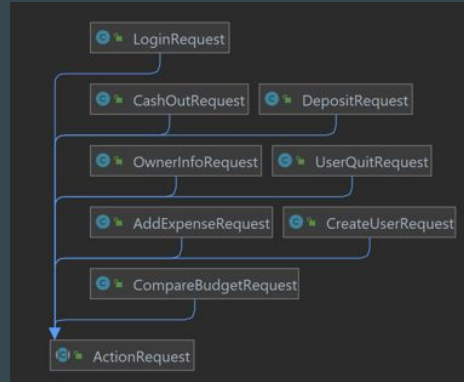 LoginRequest
CashOutRequest DepositRequest
OwnerInfoRequest UserQuitRequest
AddExpenseRequest CreateUserRequest
CompareBudgetRequest
ActionRequest